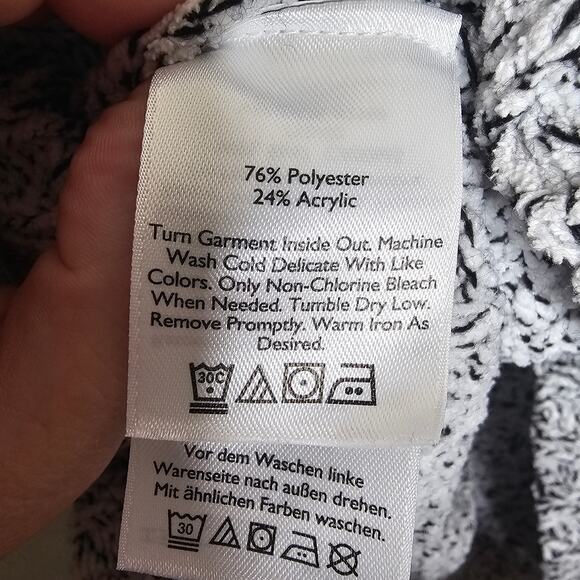 76% Polyester
24% Acrylic
Turn Garment Inside Out. Machine
Wash Cold Delicate With Like
Colors. Only Non-Chlorine Bleach
When Needed. Tumble Dry Low.
Remove Promptly. Warm Iron As
Desired.
30C
Vor dem Waschen linke
Warenseite nach außen drehen.
Mit ähnlichen Farben waschen.
30